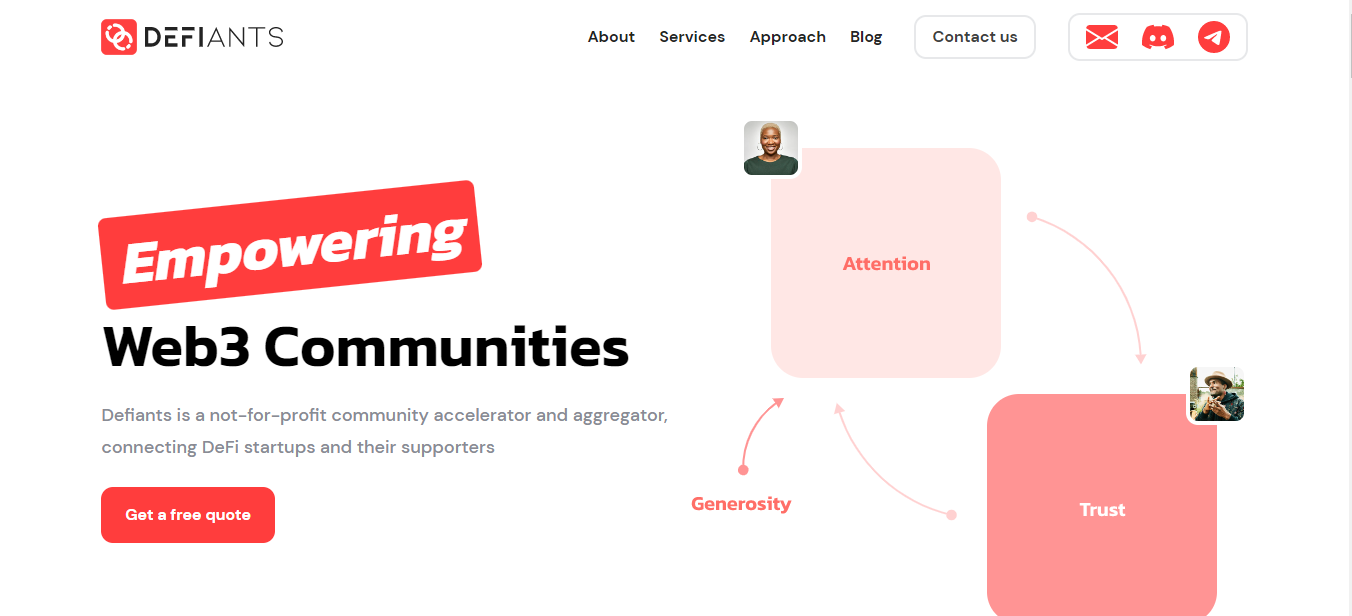 DEFIANTS
About
Services
Approach
Blog
Contact us
Empowering
Web3 Communities
Defiants is a not-for-profit community accelerator and aggregator,
connecting DeFi startups and their supporters
Get a free quote
Attention
Generosity
Trust